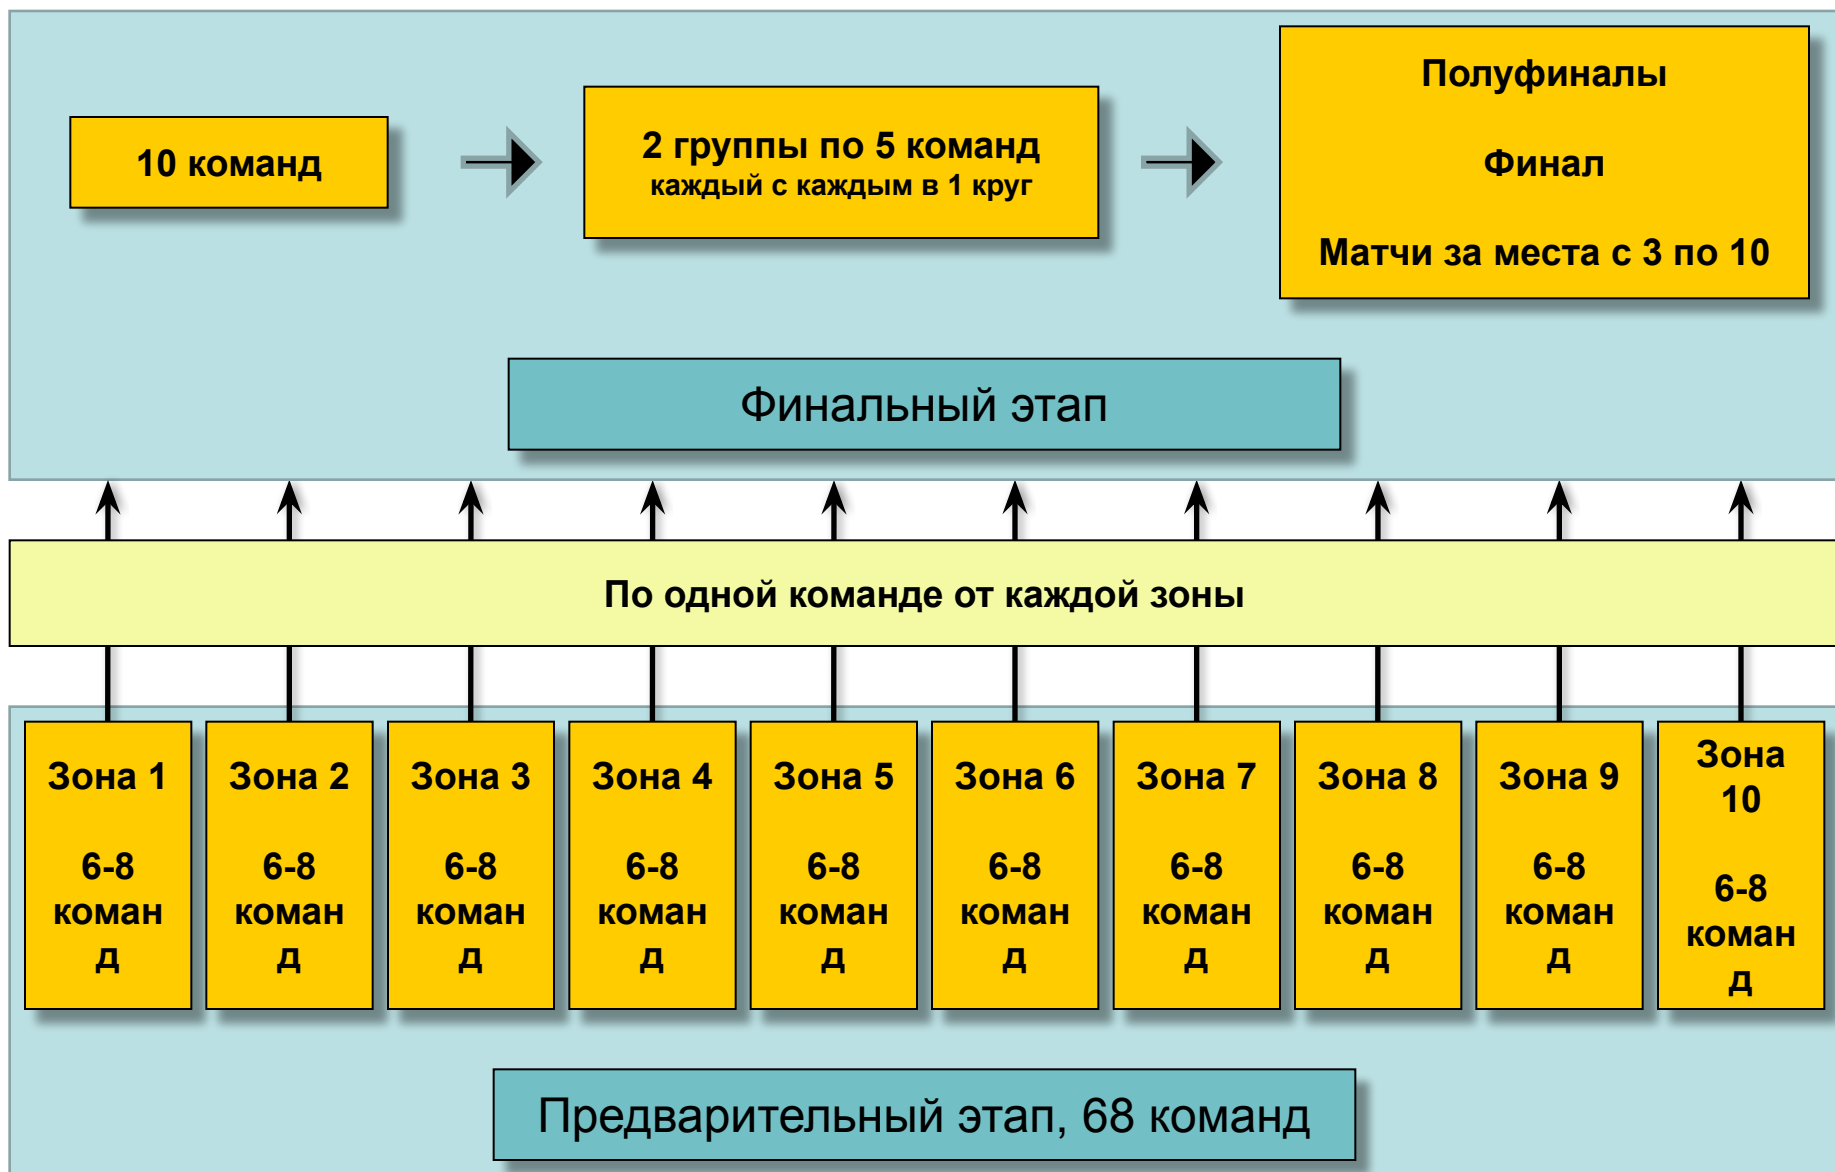 10 команд
2 группы по 5 команд
каждый с каждым в 1 круг
Полуфиналы
Финал
Матчи за места с 3 по 10
Финальный этап
По одной команде от каждой зоны
Зона 1
6-8
коман
д
Зона 2
6-8
коман
д
Зона 3
6-8
коман
д
Зона 4
6-8
коман
д
Зона 5
6-8
коман
д
Зона 6
6-8
коман
д
Зона 7
6-8
коман
д
Зона 8
6-8
коман
д
Зона 9
6-8
коман
д
Зона
10
6-8
коман
д
Предварительный этап, 68 команд